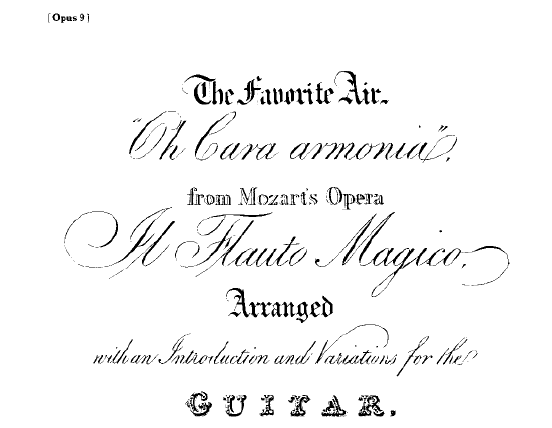 [Opus 9]
The Favorite Air.
"Oh Cara armonia",
from Mozart's Opera
Il Flauto Magico,
Arranged
with an Introduction and Variations for the
GUITAR.